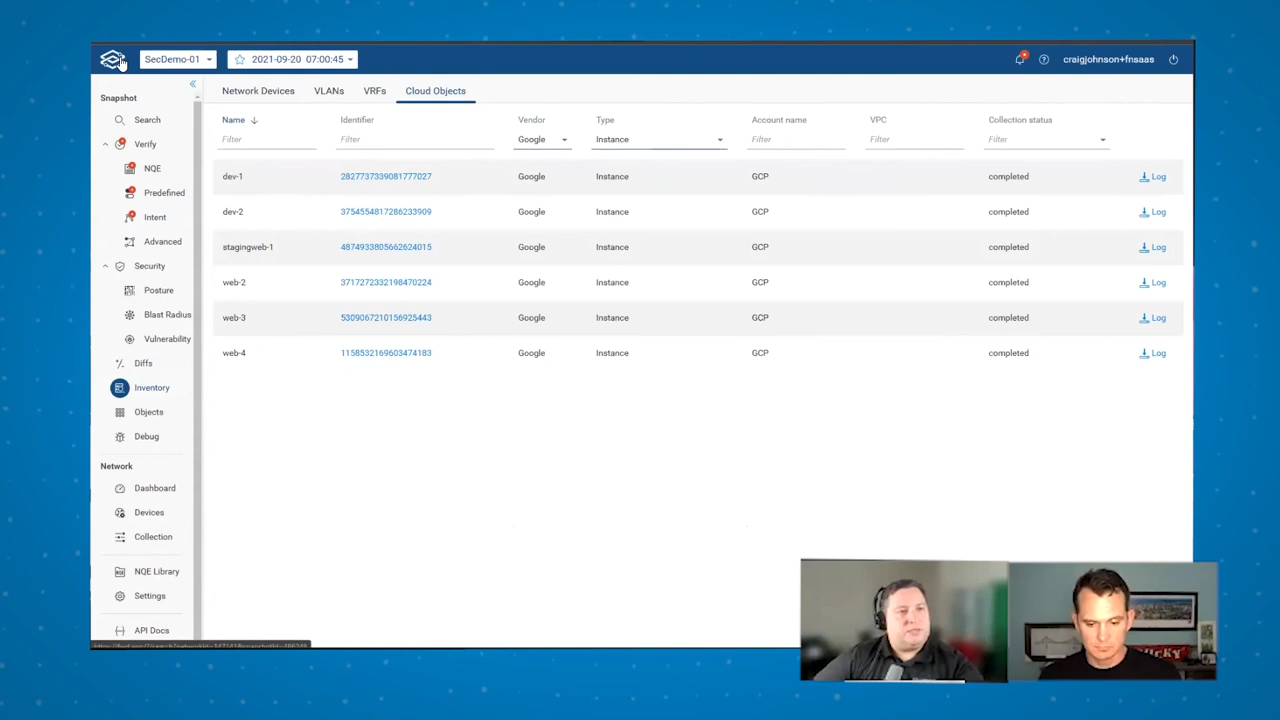 SecDemo-01
2021-09-20 07:00:45
craigjohnson+fnsaas
Snapshot
Search
Verify
NQE
Predefined
Intent
Advanced
Security
Posture
Blast Radius
Vulnerability
Diffs
Inventory
Objects
Debug
Network
Dashboard
Devices
Collection
NQE Library
Settings
API Docs
Network Devices VLANs VRFs Cloud Objects
Name Identifier Vendor Type Account name VPC Collection status
Filter Filter Google Instance Filter Filter Filter
dev-1 2827737339081777027 Google Instance GCP completed Log
dev-2 3754554817286233909 Google Instance GCP completed Log
stagingweb-1 4874933805662624015 Google Instance GCP completed Log
web-2 3717272332198470224 Google Instance GCP completed Log
web-3 5309067210156925443 Google Instance GCP completed Log
web-4 1158532169603474183 Google Instance GCP completed Log